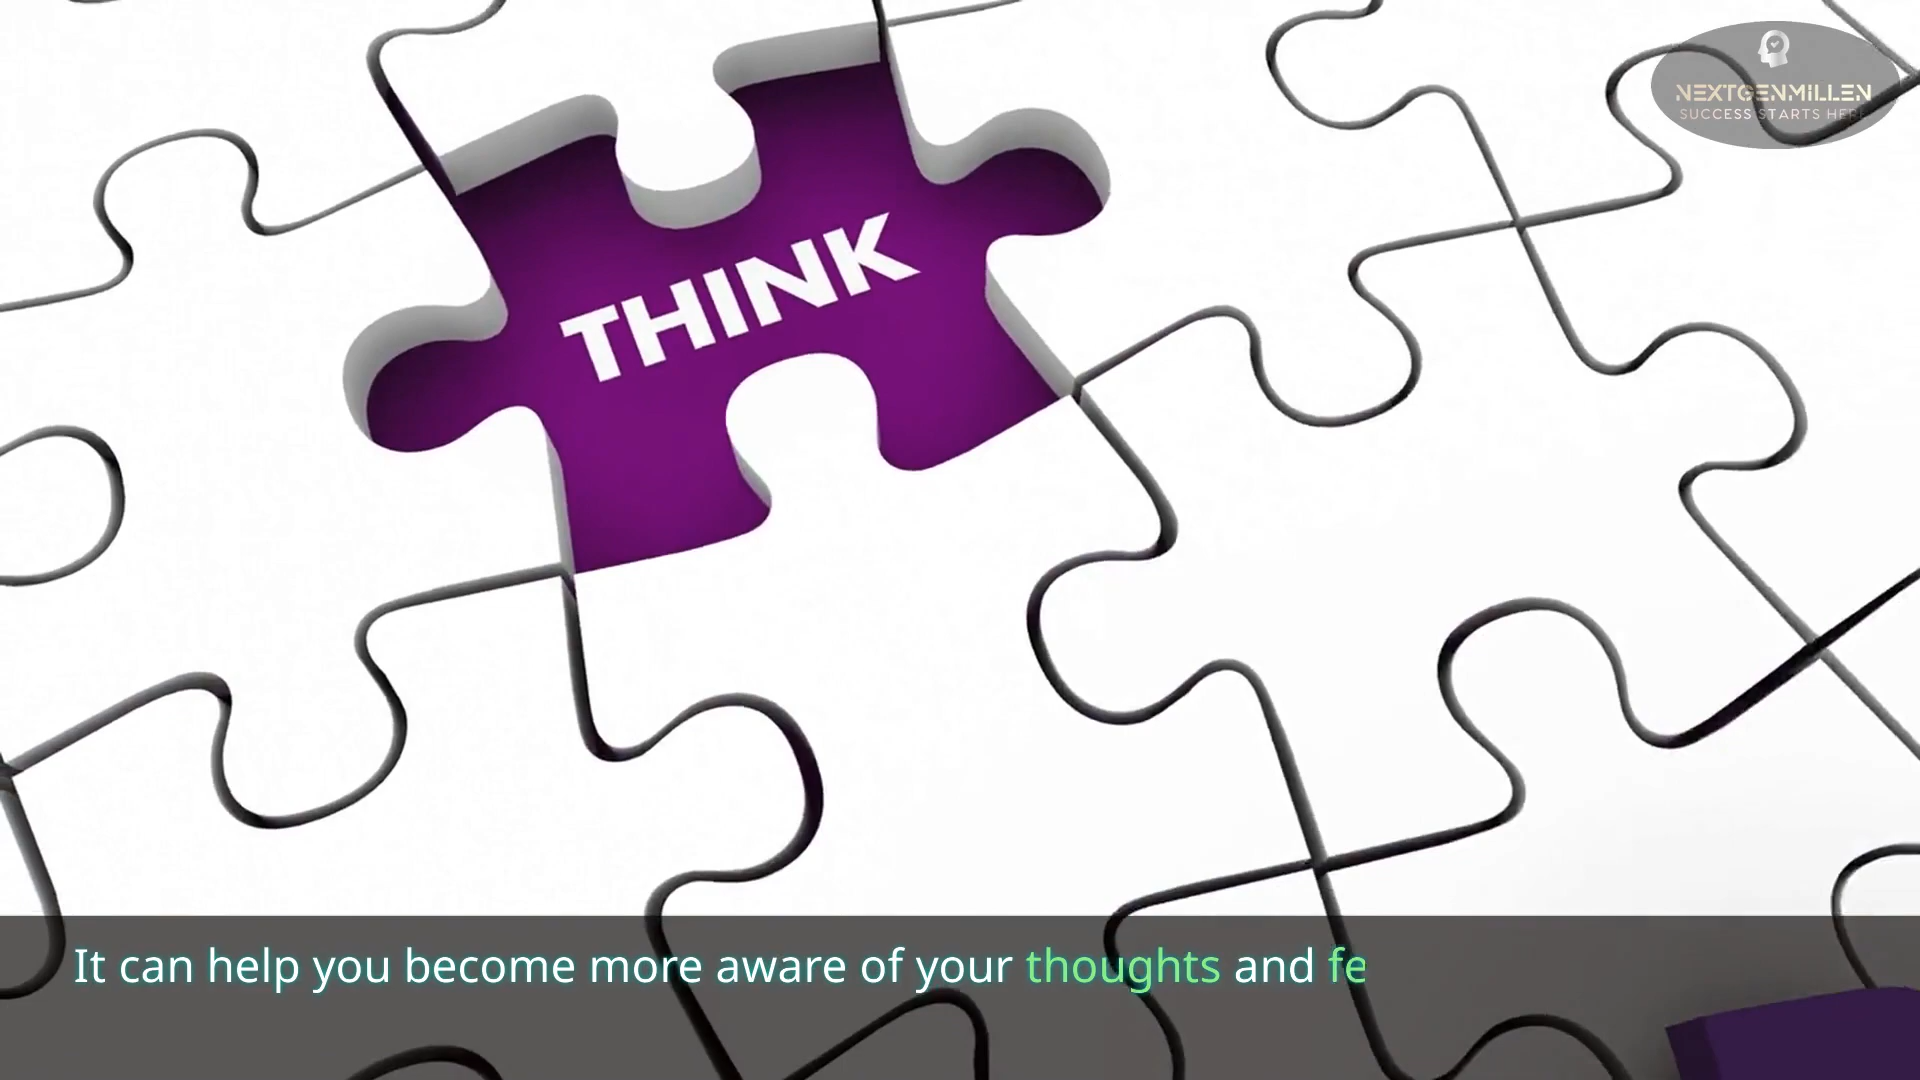 NEXTGENMILLEN
SUCCESS STARTS HERE
THINK
It can help you become more aware of your thoughts and fe